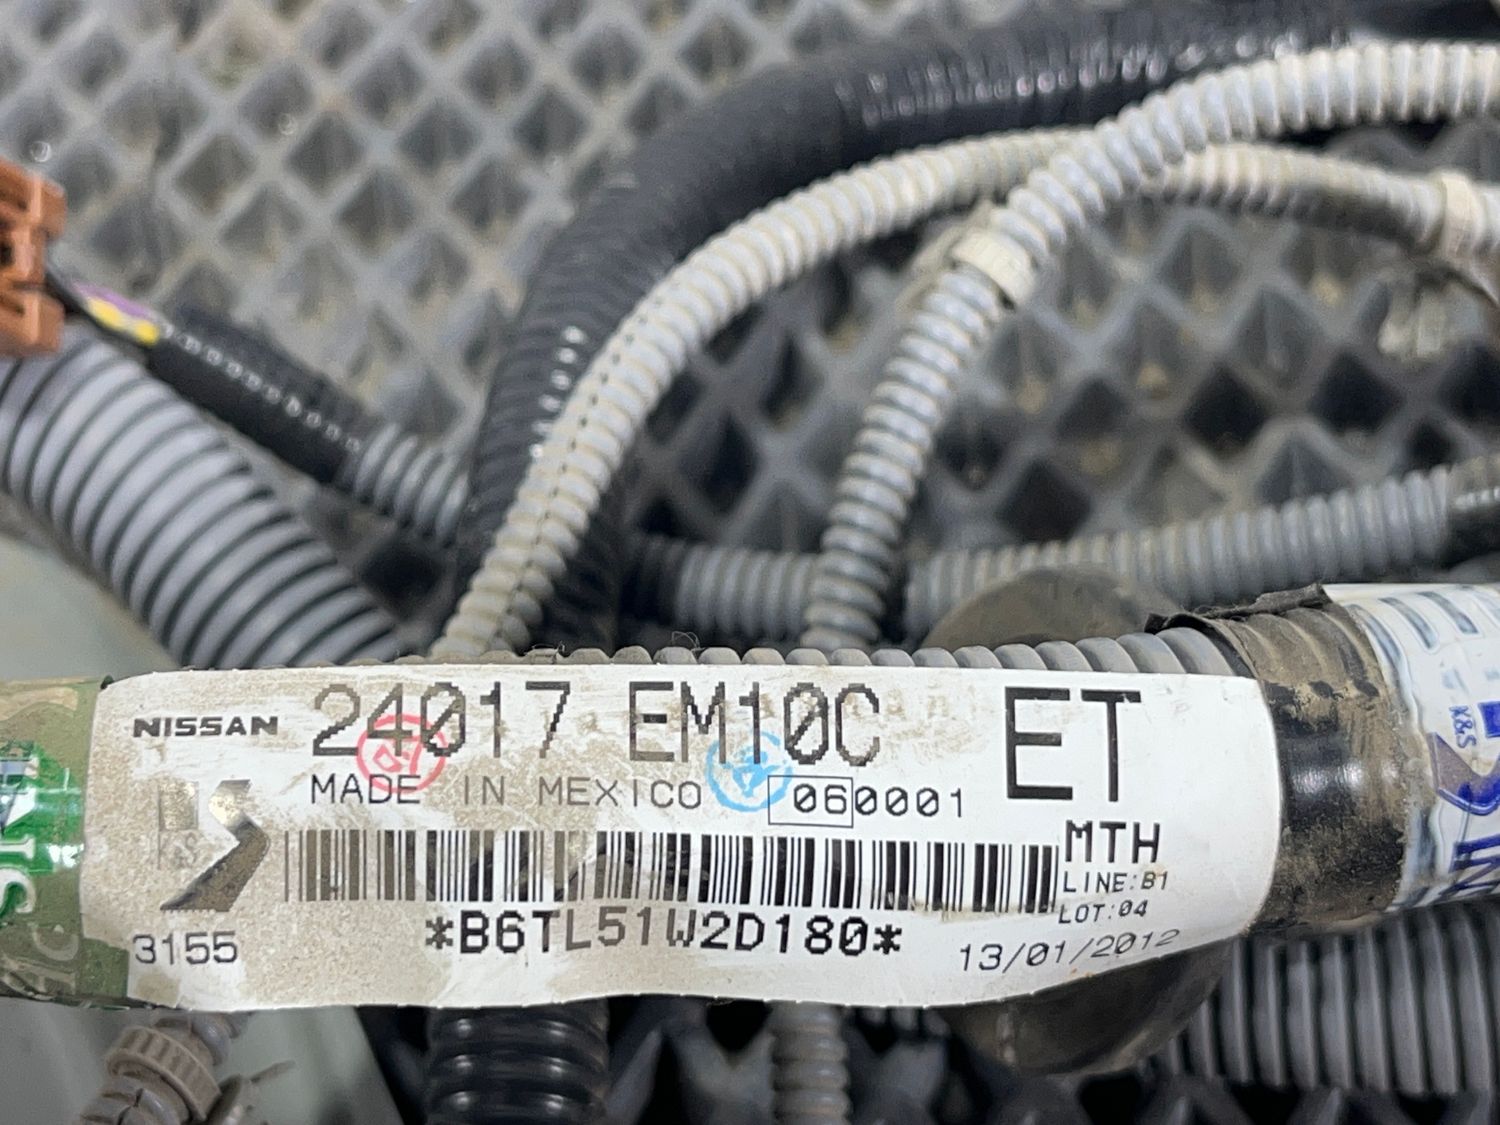 NISSAN 24017 EM10C ET
MADE IN MEXICO 060001
MTH
LINE:B1
LOT:04
*B6TL51W2D180*
3155
13/01/2012
K&S